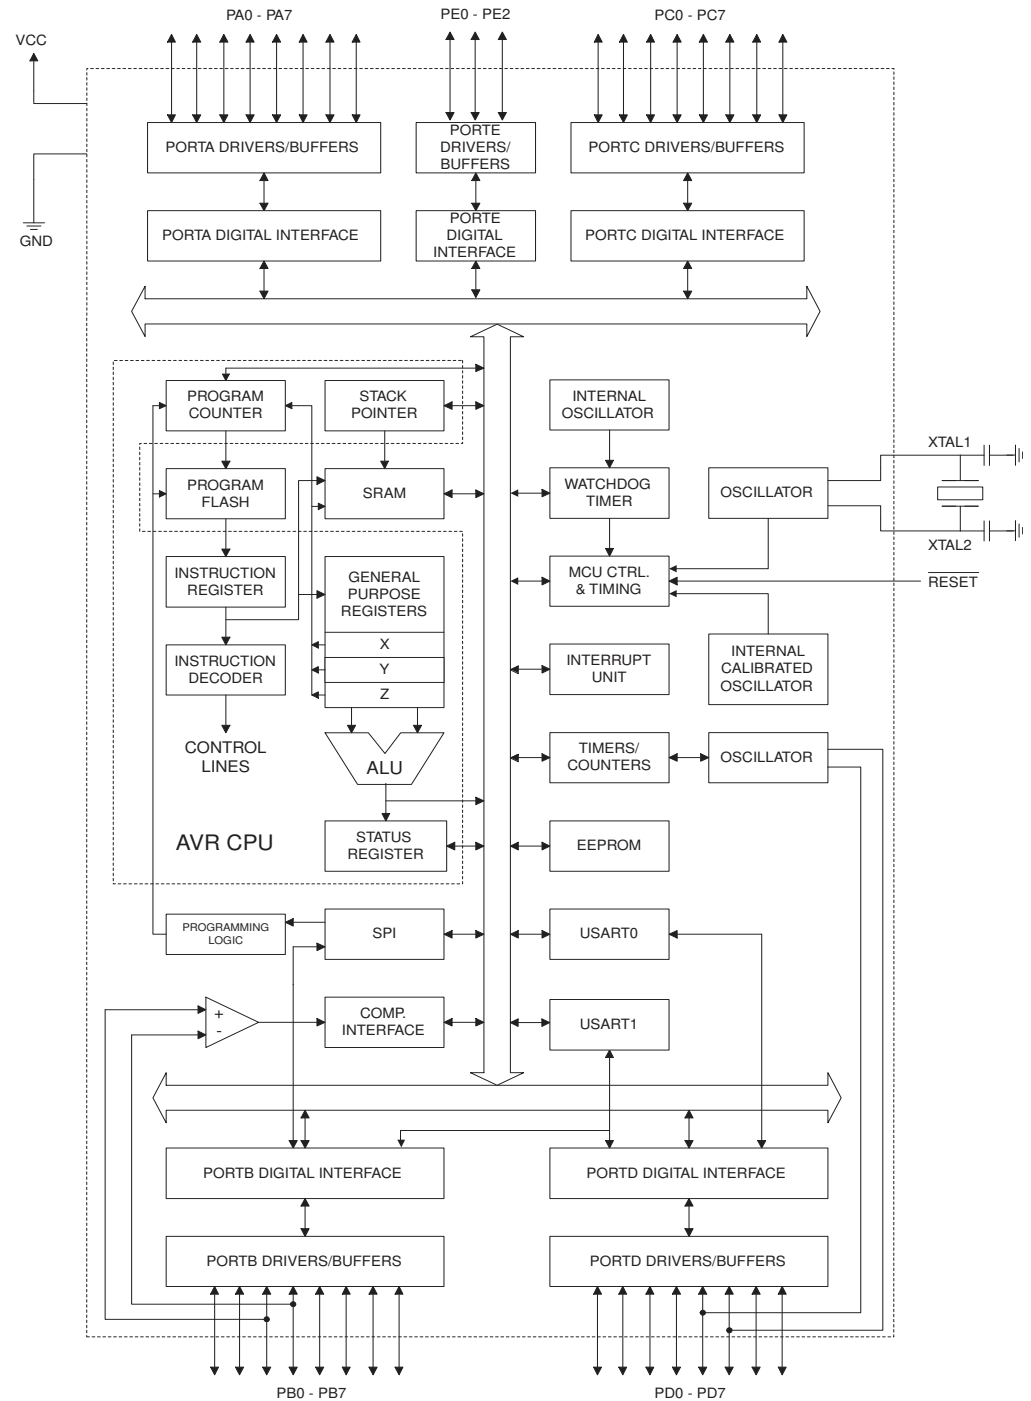 PA0 - PA7
PE0 - PE2
PC0 - PC7
VCC
GND
PORTA DRIVERS/BUFFERS
PORTE
DRIVERS/
BUFFERS
PORTC DRIVERS/BUFFERS
PORTA DIGITAL INTERFACE
PORTE
DIGITAL
INTERFACE
PORTC DIGITAL INTERFACE
PROGRAM
COUNTER
STACK
POINTER
INTERNAL
OSCILLATOR
XTAL1
PROGRAM
FLASH
SRAM
WATCHDOG
TIMER
OSCILLATOR
XTAL2
INSTRUCTION
REGISTER
GENERAL
PURPOSE
REGISTERS
MCU CTRL.
& TIMING
RESET
X
Y
Z
INSTRUCTION
DECODER
INTERRUPT
UNIT
INTERNAL
CALIBRATED
OSCILLATOR
CONTROL
LINES
ALU
TIMERS/
COUNTERS
OSCILLATOR
AVR CPU
STATUS
REGISTER
EEPROM
PROGRAMMING
LOGIC
SPI
USART0
+
-
COMP.
INTERFACE
USART1
PORTB DIGITAL INTERFACE
PORTD DIGITAL INTERFACE
PORTB DRIVERS/BUFFERS
PORTD DRIVERS/BUFFERS
PB0 - PB7
PD0 - PD7